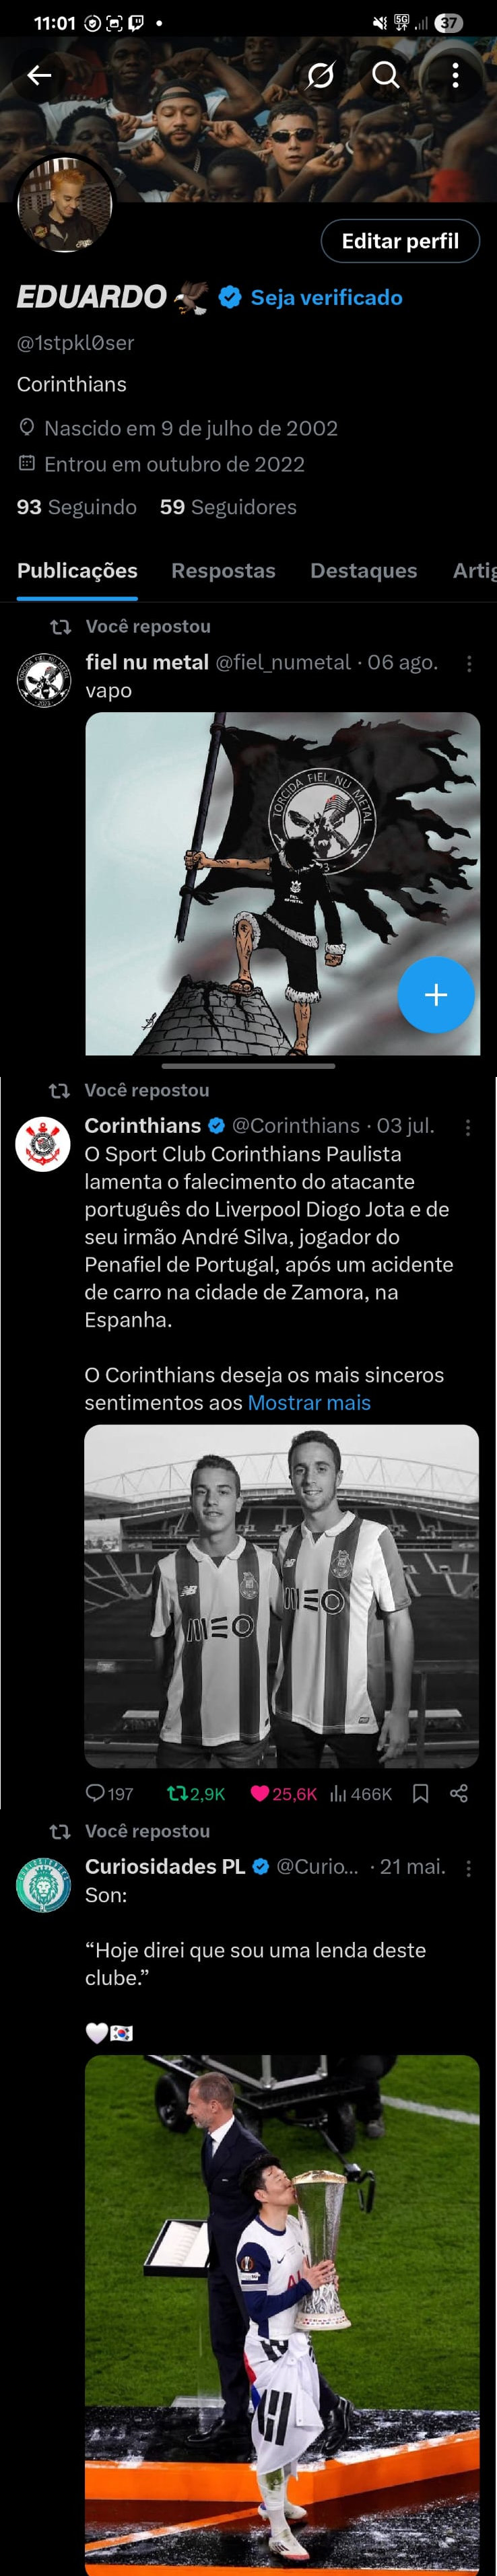 11:01
5G
37
Editar perfil
EDUARDO 🦅 Seja verificado
@1stpkl0ser
Corinthians
Nascido em 9 de julho de 2002
Entrou em outubro de 2022
93 Seguindo 59 Seguidores
Publicações Respostas Destaques Artig
Você repostou
fiel nu metal @fiel_numetal · 06 ago.
vapo
TORCIDA FIEL NU METAL
Você repostou
Corinthians @Corinthians · 03 jul.
O Sport Club Corinthians Paulista
lamenta o falecimento do atacante
português do Liverpool Diogo Jota e de
seu irmão André Silva, jogador do
Penafiel de Portugal, após um acidente
de carro na cidade de Zamora, na
Espanha.
O Corinthians deseja os mais sinceros
sentimentos aos Mostrar mais
MEO
MEO
197 2,9K 25,6K 466K
Você repostou
Curiosidades PL @Curio... · 21 mai.
Son:
“Hoje direi que sou uma lenda deste
clube.”
🤍🇰🇷